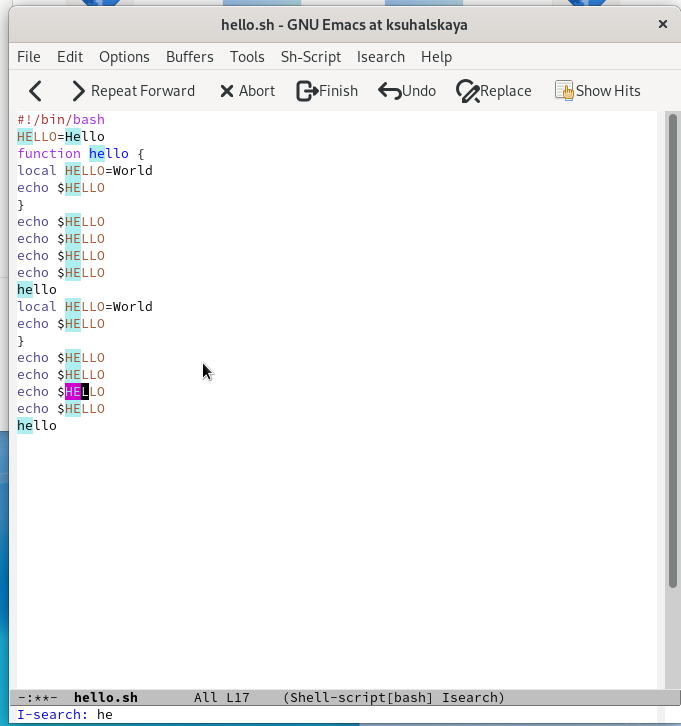 hello.sh - GNU Emacs at ksuhalskaya ×
File Edit Options Buffers Tools Sh-Script Isearch Help
Repeat Forward Abort Finish Undo Replace Show Hits
#!/bin/bash
HELLO=Hello
function hello {
local HELLO=World
echo $HELLO
}
echo $HELLO
echo $HELLO
echo $HELLO
echo $HELLO
hello
local HELLO=World
echo $HELLO
}
echo $HELLO
echo $HELLO
echo $HELLO
echo $HELLO
hello
-:**- hello.sh All L17 (Shell-script[bash] Isearch)
I-search: he